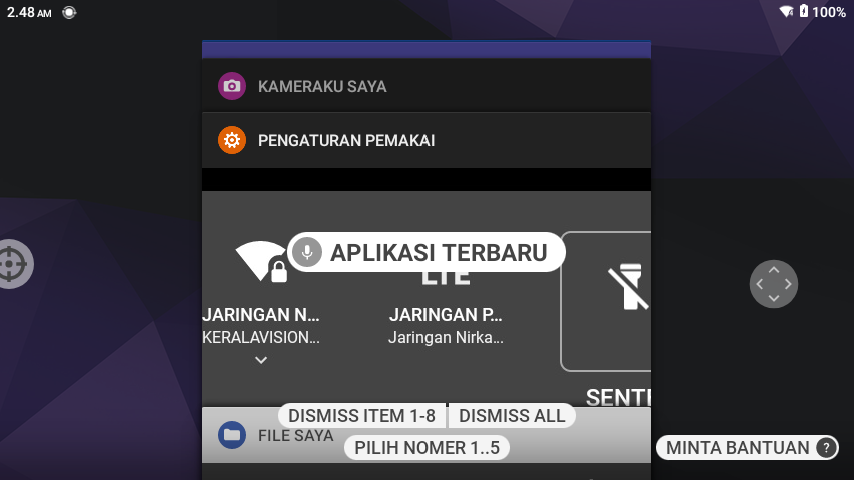 2.48 AM
100%
KAMERAKU SAYA
PENGATURAN PEMAKAI
APLIKASI TERBARU
LTE
JARINGAN N...
JARINGAN P...
KERALAVISION...
Jaringan Nirka...
SENT
DISMISS ITEM 1-8
DISMISS ALL
FILE SAYA
PILIH NOMER 1..5
MINTA BANTUAN ?